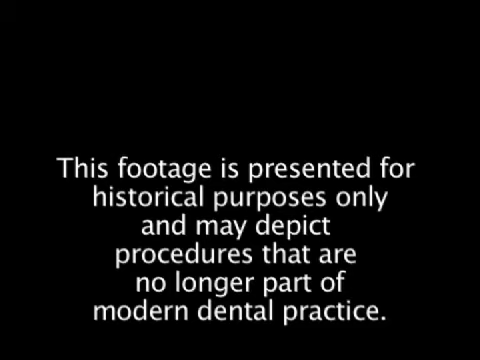 This footage is presented for
historical purposes only
and may depict
procedures that are
no longer part of
modern dental practice.